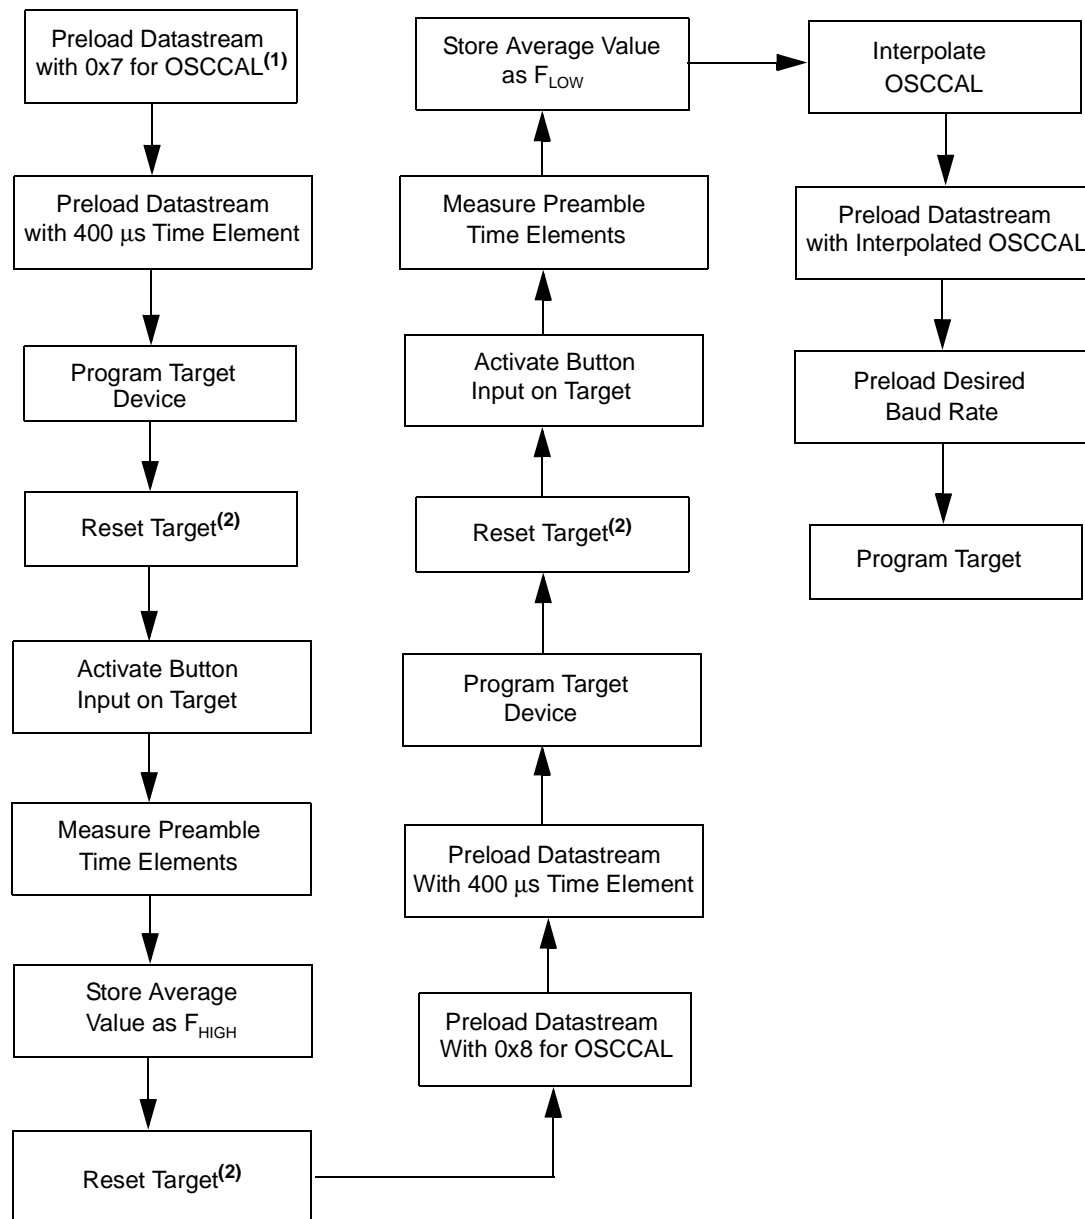 Preload Datastream
with 0x7 for OSCCAL(1)
Preload Datastream
with 400 μs Time Element
Program Target
Device
Reset Target(2)
Activate Button
Input on Target
Measure Preamble
Time Elements
Store Average
Value as FHIGH
Reset Target(2)
Preload Datastream
With 0x8 for OSCCAL
Preload Datastream
With 400 μs Time Element
Program Target
Device
Reset Target(2)
Activate Button
Input on Target
Measure Preamble
Time Elements
Store Average Value
as FLOW
Interpolate
OSCCAL
Preload Datastream
with Interpolated OSCCAL
Preload Desired
Baud Rate
Program Target